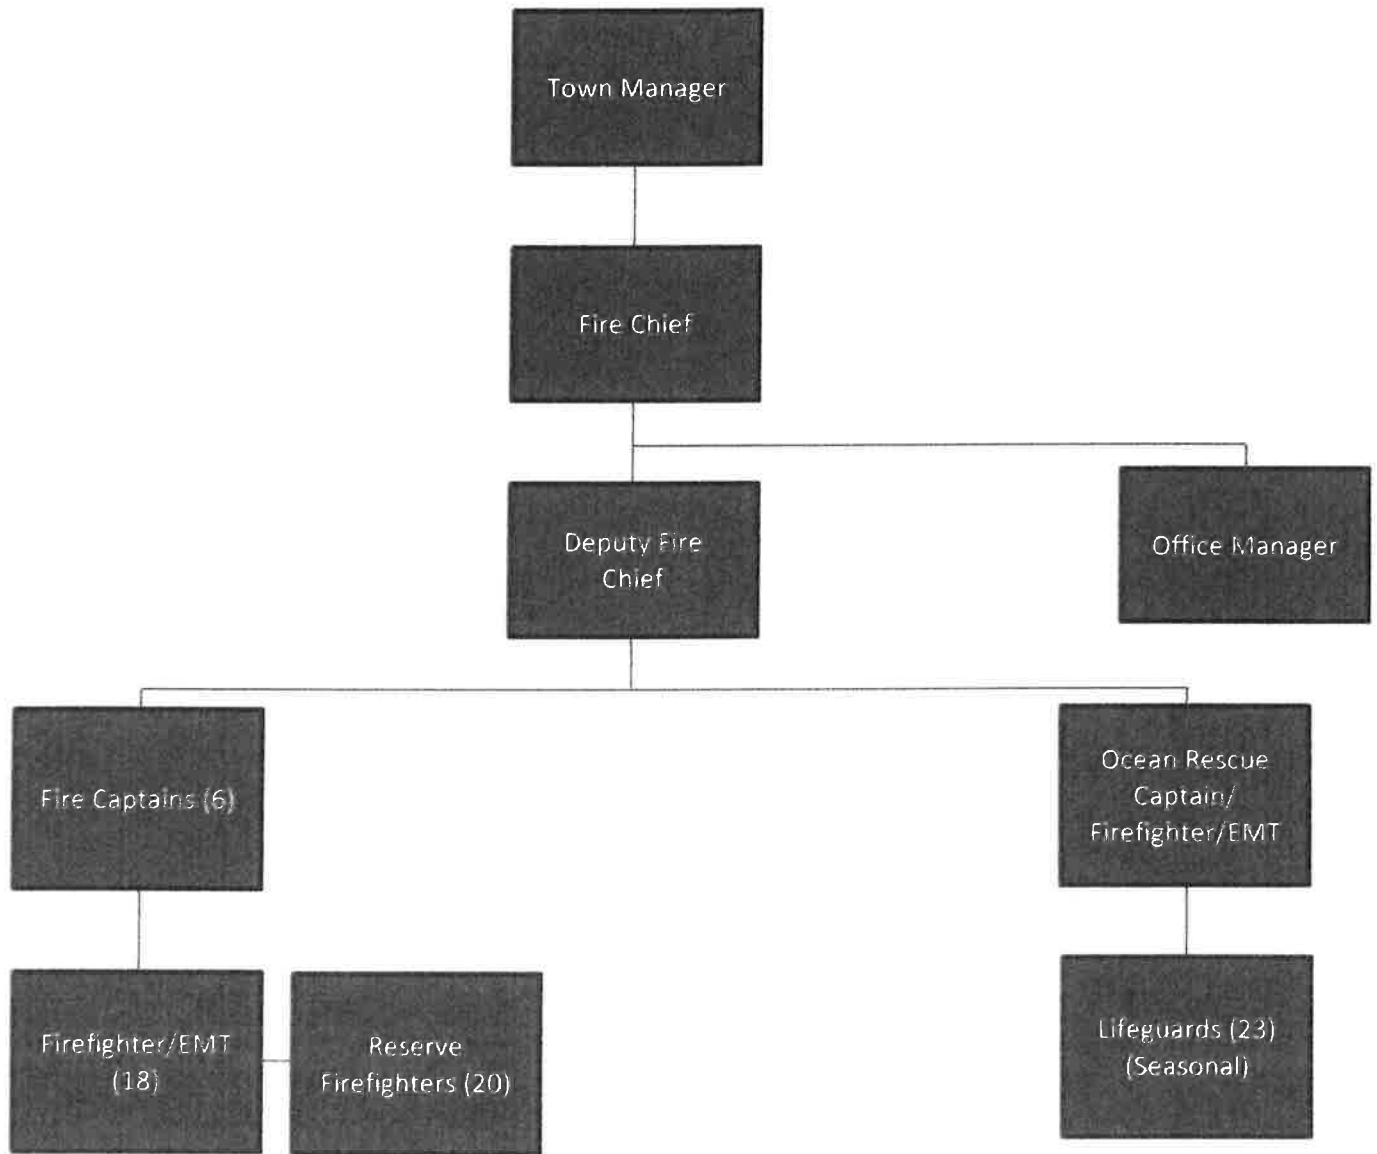 Town Manager
Fire Chief
Deputy Fire
Chief
Office Manager
Fire Captains (6)
Ocean Rescue
Captain/
Firefighter/EMT
Firefighter/EMT
(18)
Reserve
Firefighters (20)
Lifeguards (23)
(Seasonal)